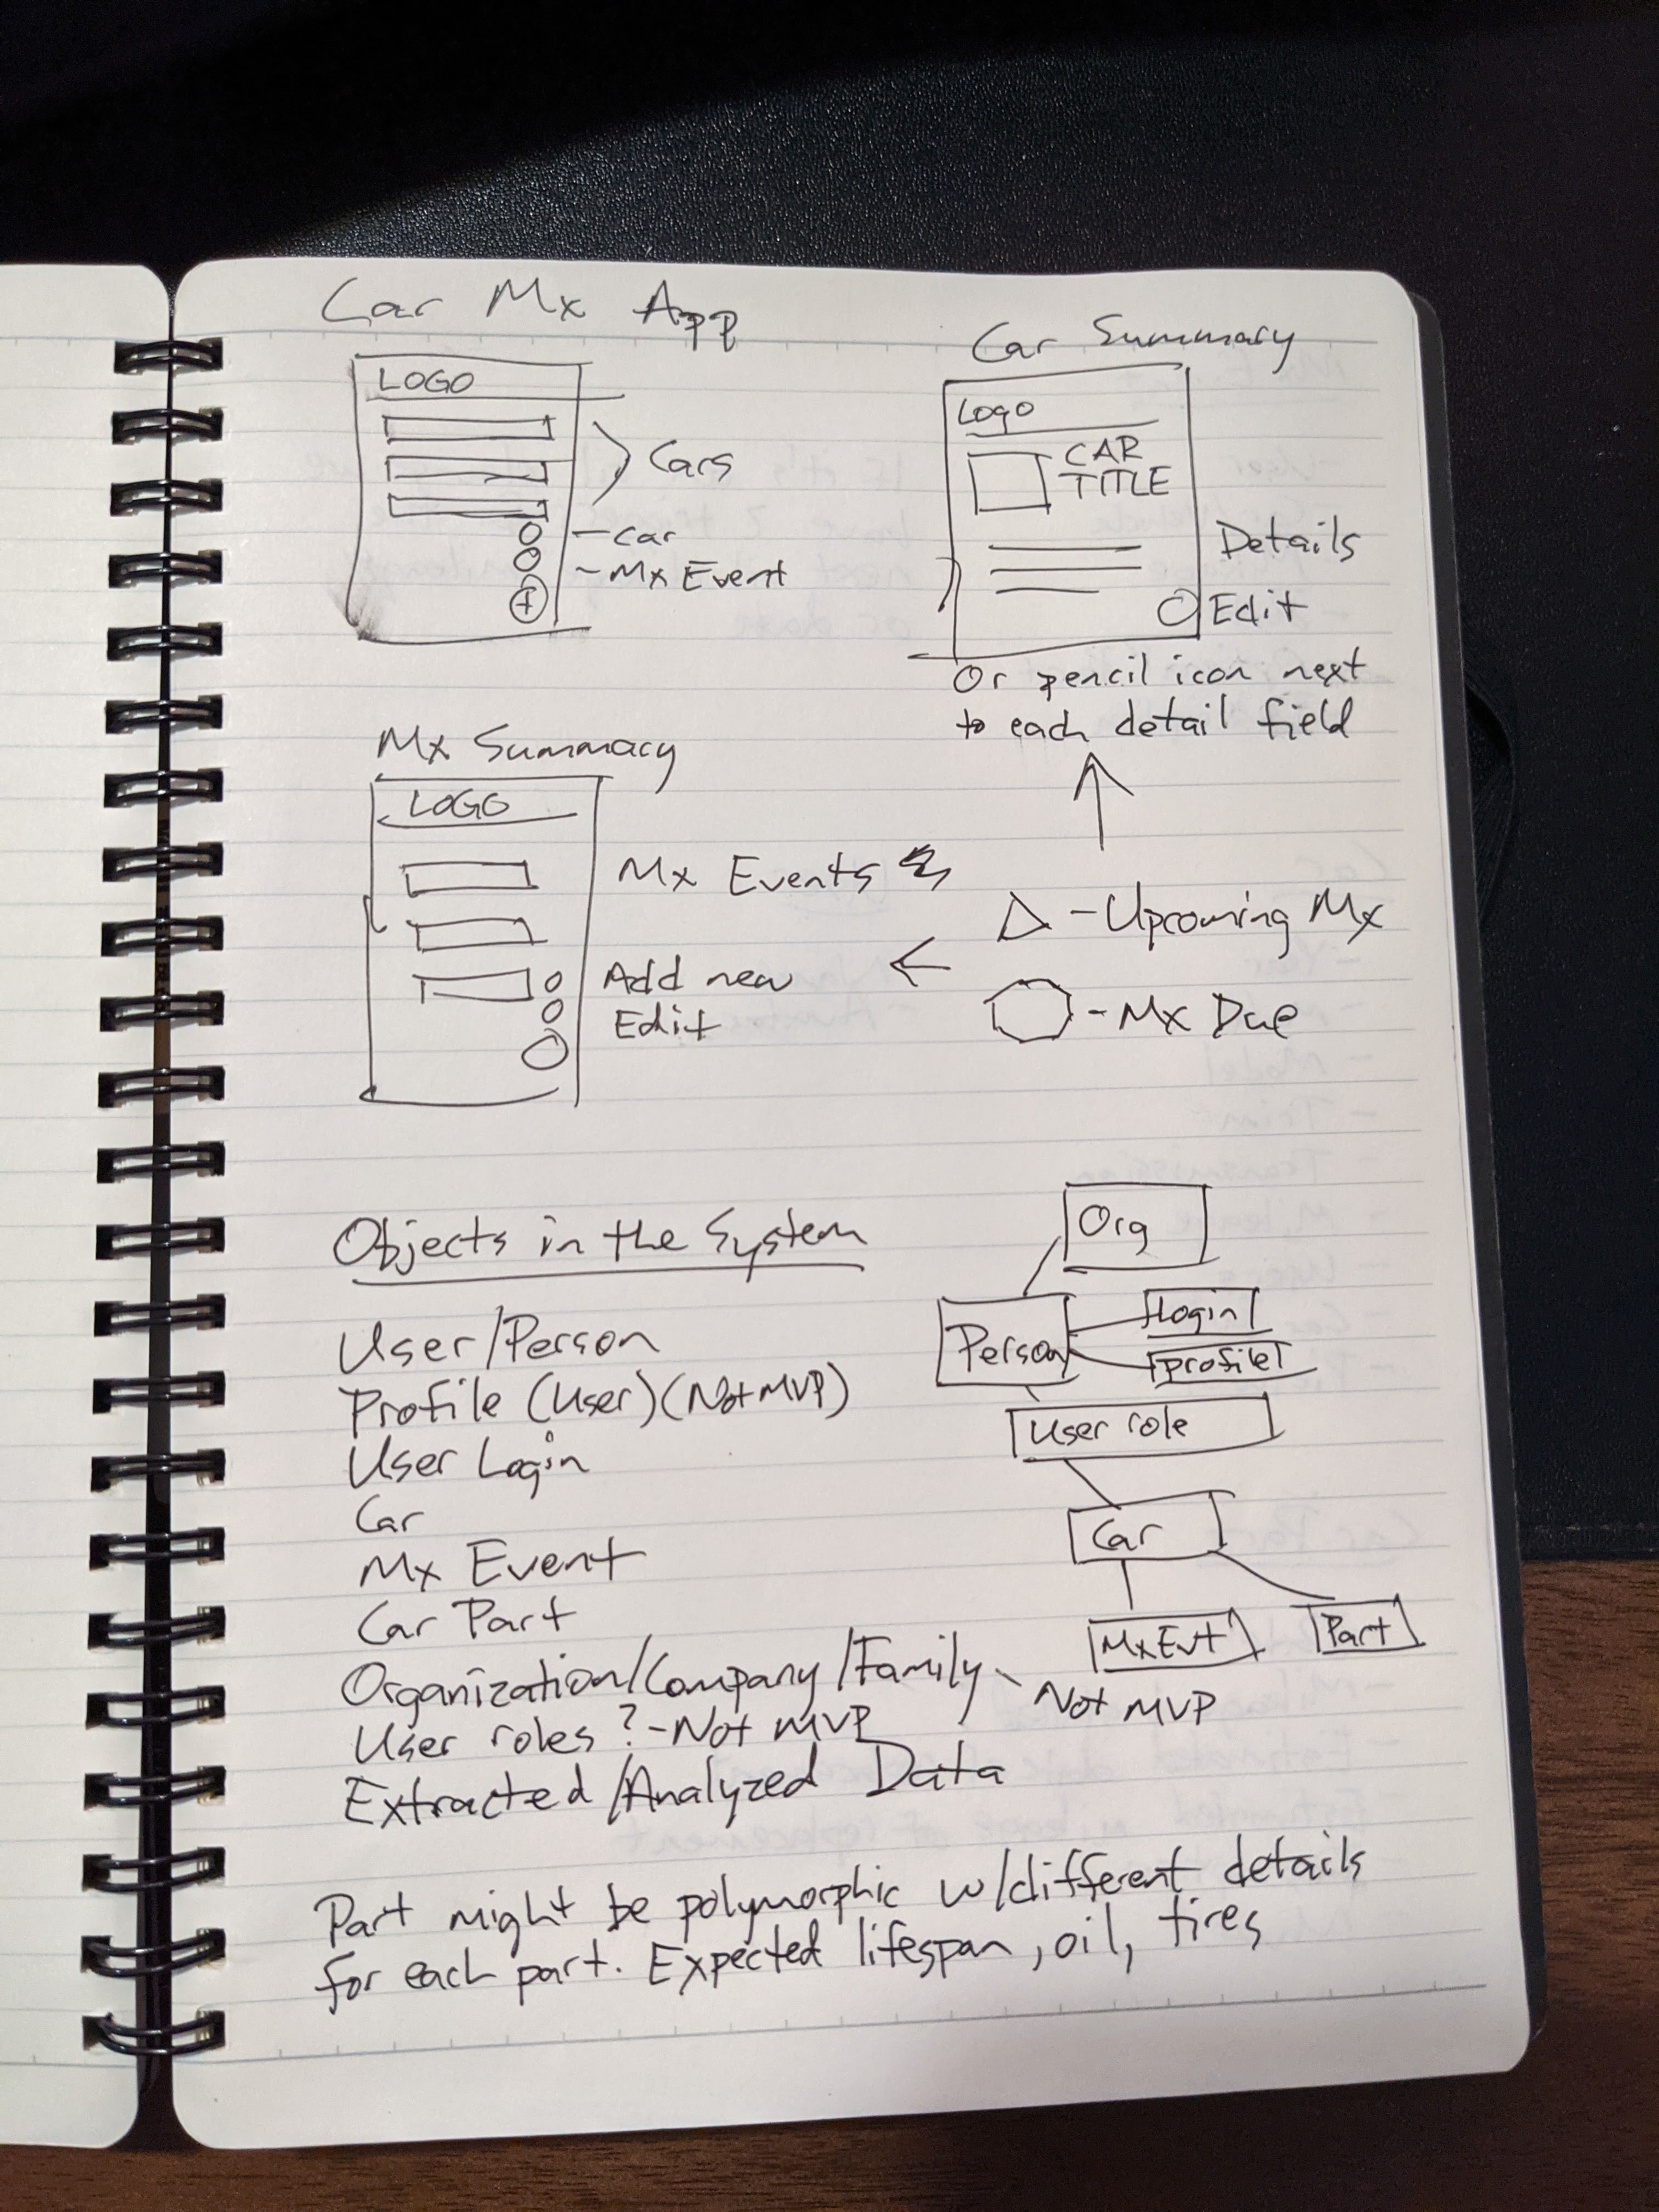 Car Mx App
LOGO
Cars
- Car
- Mx Event
+
Car Summary
Logo
CAR
TITLE
Details
Edit
Or pencil icon next
to each detail field
Mx Summary
LOGO
Mx Events
Add new
Edit
- Upcoming Mx
- Mx Due
Objects in the System
User/Person
Profile (User) (Not MVP)
User Login
Car
Mx Event
Car Part
Organization/Company/Family - Not MVP
User roles? - Not MVP
Extracted/Analyzed Data
Org
Person
Login
profile
User role
Car
MxEvt
Part
Part might be polymorphic w/different details
for each part. Expected lifespan, oil, tires